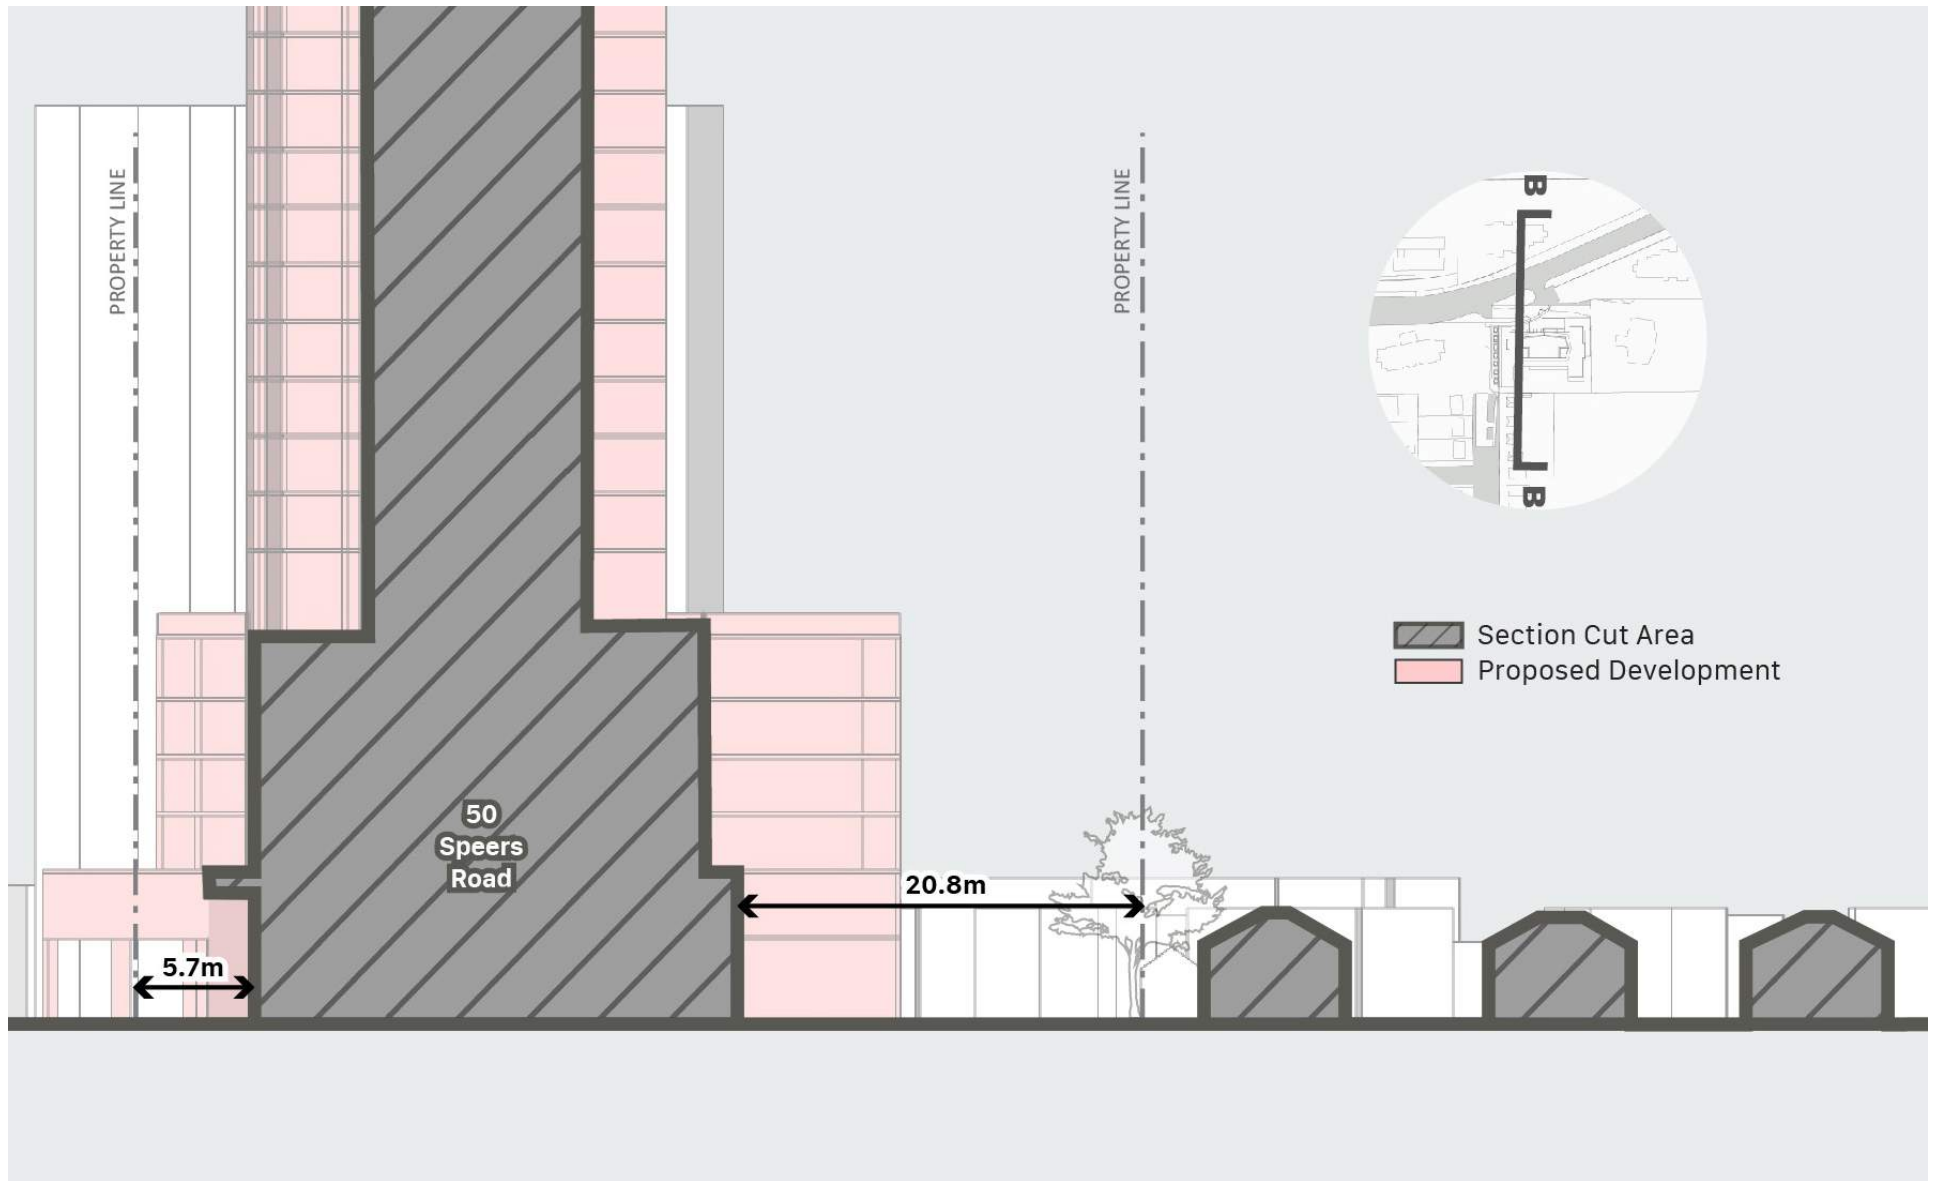 PROPERTY LINE
PROPERTY LINE
B
B
Section Cut Area
Proposed Development
50
Speers
Road
20.8m
5.7m